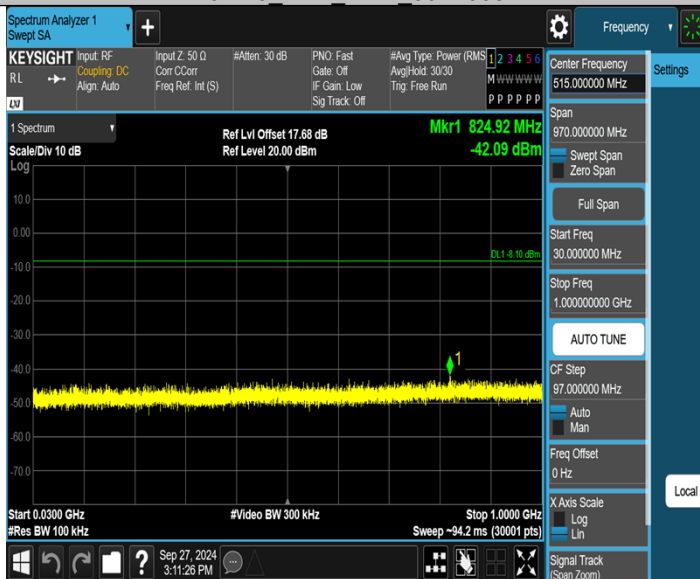 Spectrum Analyzer 1
Swept SA
+
Frequency
KEYSIGHT
RL
LXI
Input: RF
Coupling: DC
Align: Auto
Input Z: 50 Ω
Corr CCorr
Freq Ref: Int (S)
#Atten: 30 dB
PNO: Fast
Gate: Off
IF Gain: Low
Sig Track: Off
#Avg Type: Power (RMS
Avg|Hold: 30/30
Trig: Free Run
1 2 3 4 5 6
M W W W W W
P P P P P P
1 Spectrum
Scale/Div 10 dB
Log
Ref Lvl Offset 17.68 dB
Ref Level 20.00 dBm
Mkr1 824.92 MHz
-42.09 dBm
10.0
0.00
-10.0
-20.0
-30.0
-40.0
-50.0
-60.0
-70.0
DL1 -8.10 dBm
1
Start 0.0300 GHz
#Res BW 100 kHz
#Video BW 300 kHz
Stop 1.0000 GHz
Sweep ~94.2 ms (30001 pts)
Center Frequency
515.000000 MHz
Settings
Span
970.000000 MHz
Swept Span
Zero Span
Full Span
Start Freq
30.000000 MHz
Stop Freq
1.000000000 GHz
AUTO TUNE
CF Step
97.000000 MHz
Auto
Man
Freq Offset
0 Hz
Local
X Axis Scale
Log
Lin
Signal Track
(Span Zoom)
?
Sep 27, 2024
3:11:26 PM